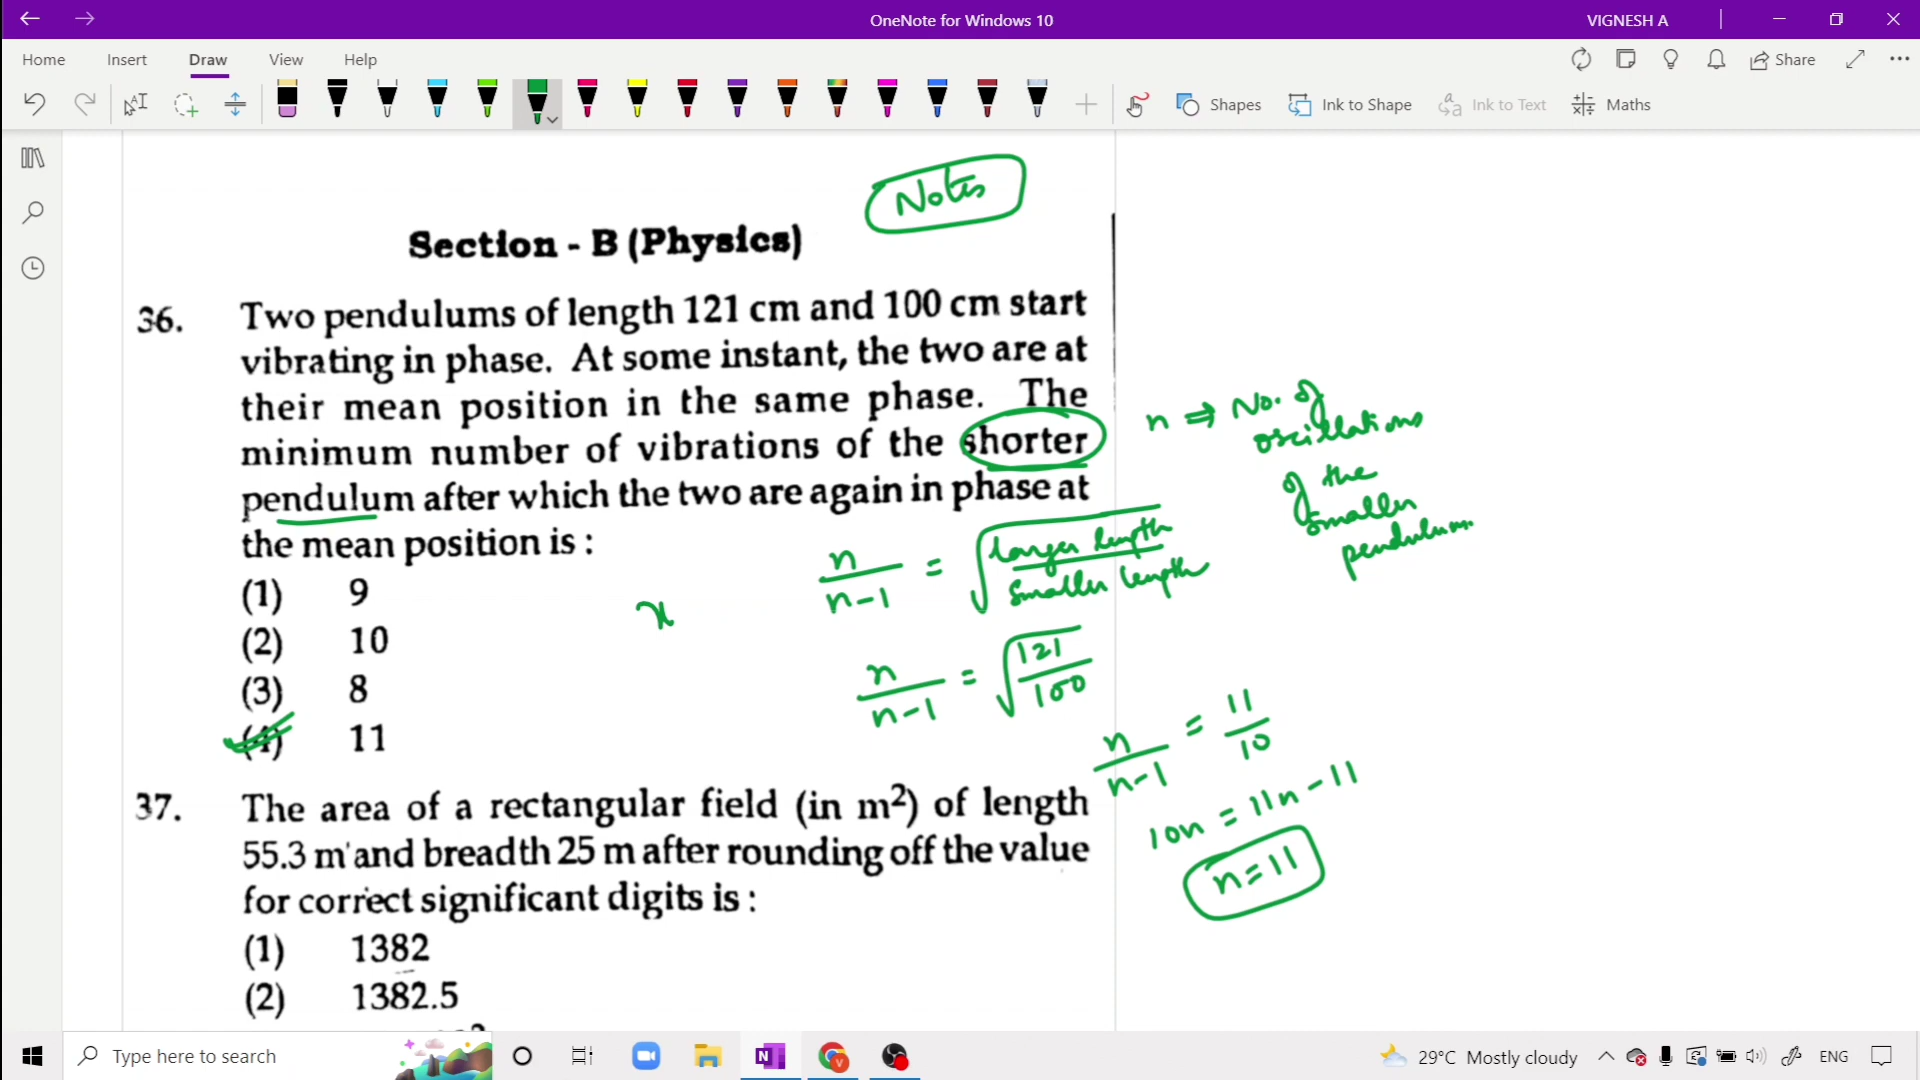 OneNote for Windows 10
VIGNESH A
Home Insert Draw View Help
Share
Shapes Ink to Shape Ink to Text Maths
Notes
Section - B (Physics)
36. Two pendulums of length 121 cm and 100 cm start
vibrating in phase. At some instant, the two are at
their mean position in the same phase. The
minimum number of vibrations of the shorter
pendulum after which the two are again in phase at
the mean position is :
(1) 9
(2) 10
(3) 8
(4) 11
n ⇒ No. of
oscillations
of the
smaller
pendulum
n/n-1 = √(larger length/smaller length)
x
n/n-1 = √(121/100)
n/n-1 = 11/10
10n = 11n - 11
n = 11
37. The area of a rectangular field (in m²) of length
55.3 m and breadth 25 m after rounding off the value
for correct significant digits is :
(1) 1382
(2) 1382.5
Type here to search
29°C Mostly cloudy
ENG